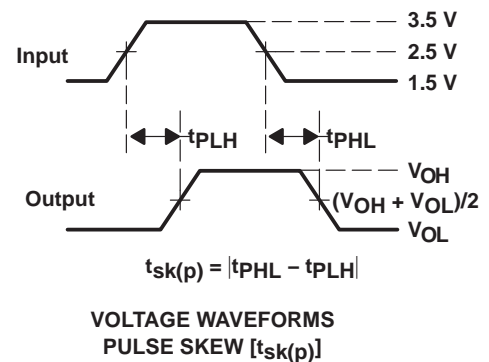 3.5 V
Input
2.5 V
1.5 V
tPLH
tPHL
VOH
Output
(VOH + VOL)/2
VOL
tsk(p) = |tPHL − tPLH|
VOLTAGE WAVEFORMS
PULSE SKEW [tsk(p)]